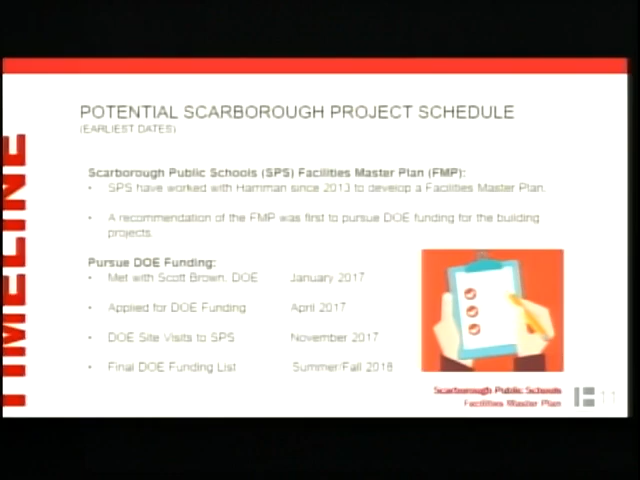 POTENTIAL SCARBOROUGH PROJECT SCHEDULE
(EARLIEST DATES)
TIMELINE
Scarborough Public Schools (SPS) Facilities Master Plan (FMP):
• SPS have worked with Harriman since 2013 to develop a Facilities Master Plan.
• A recommendation of the FMP was first to pursue DOE funding for the building
projects.
Pursue DOE Funding:
• Met with Scott Brown, DOE January 2017
• Applied for DOE Funding April 2017
• DOE Site Visits to SPS November 2017
• Final DOE Funding List Summer/Fall 2018
Scarborough Public Schools
Facilities Master Plan
11